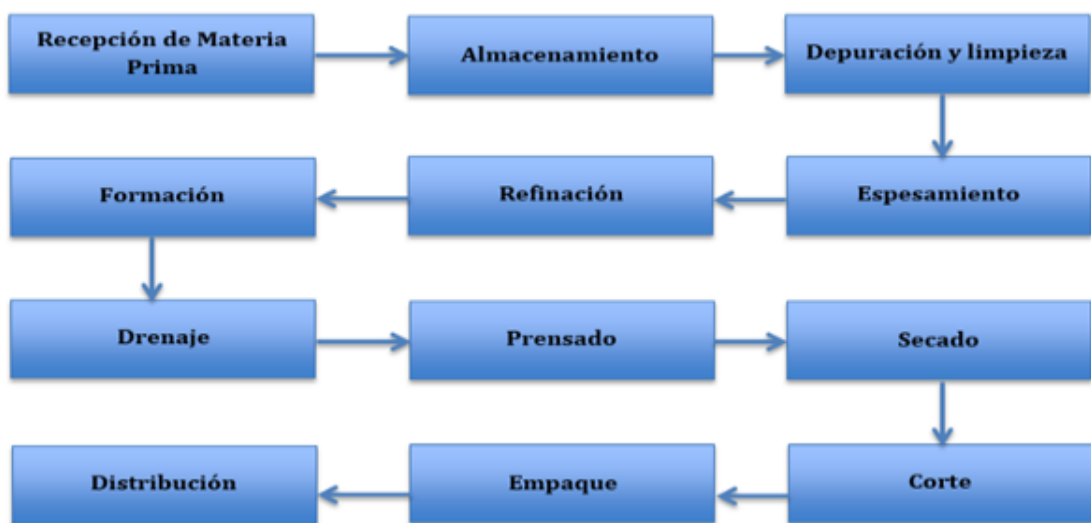 Recepción de Materia
Prima
Almacenamiento
Depuración y limpieza
Espesamiento
Refinación
Formación
Drenaje
Prensado
Secado
Corte
Empaque
Distribución